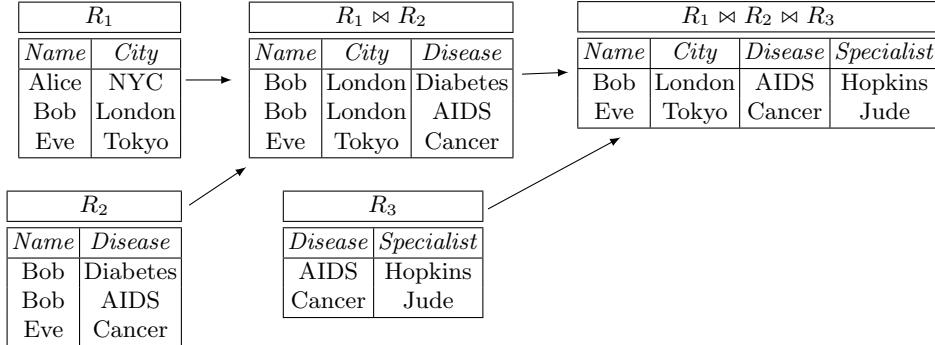 R₁
Name City
Alice NYC
Bob London
Eve Tokyo
R₁ ⋈ R₂
Name City Disease
Bob London Diabetes
Bob London AIDS
Eve Tokyo Cancer
R₁ ⋈ R₂ ⋈ R₃
Name City Disease Specialist
Bob London AIDS Hopkins
Eve Tokyo Cancer Jude
R₂
Name Disease
Bob Diabetes
Bob AIDS
Eve Cancer
R₃
Disease Specialist
AIDS Hopkins
Cancer Jude